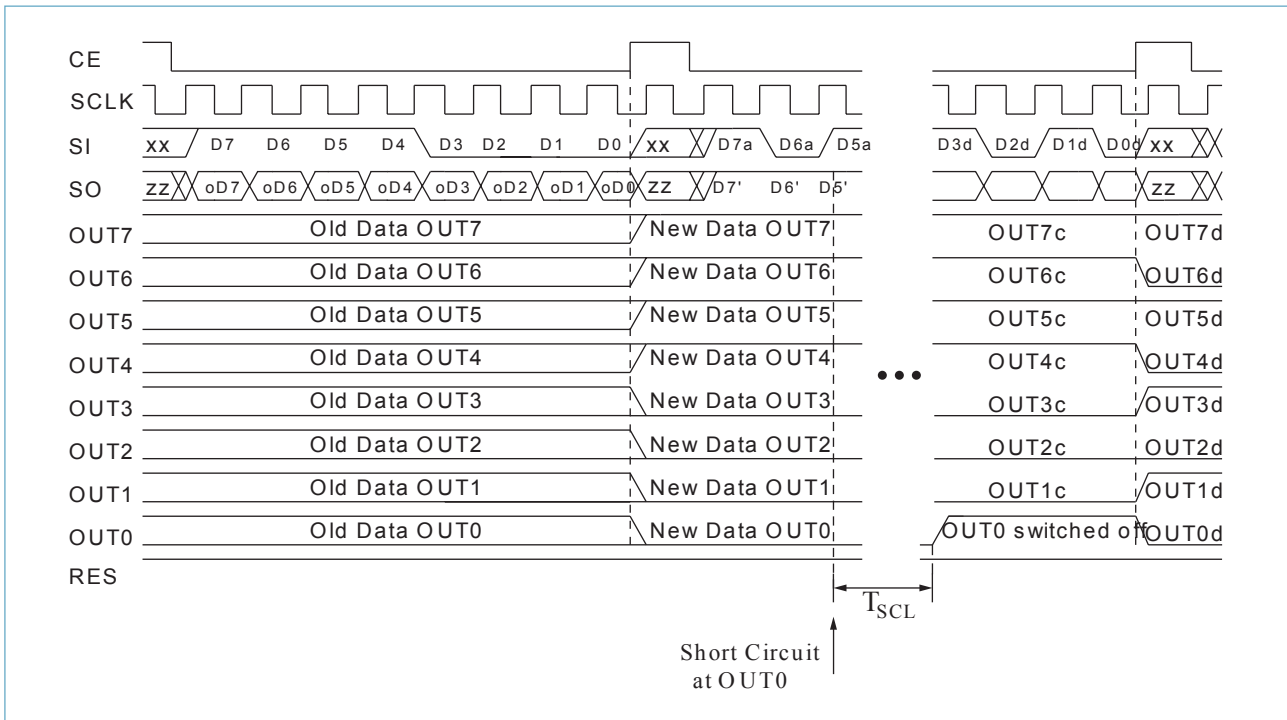 CE
SCLK
SI xx D7 D6 D5 D4 D3 D2 D1 D0 xx D7a D6a D5a D3d D2d D1d D0d xx
SO zz oD7 oD6 oD5 oD4 oD3 oD2 oD1 oD0 ZZ D7' D6' D5' ZZ
OUT7 Old Data OUT7 New Data OUT7 OUT7c OUT7d
OUT6 Old Data OUT6 New Data OUT6 OUT6c OUT6d
OUT5 Old Data OUT5 New Data OUT5 OUT5c OUT5d
OUT4 Old Data OUT4 New Data OUT4 OUT4c OUT4d
•••
OUT3 Old Data OUT3 New Data OUT3 OUT3c OUT3d
OUT2 Old Data OUT2 New Data OUT2 OUT2c OUT2d
OUT1 Old Data OUT1 New Data OUT1 OUT1c OUT1d
OUT0 Old Data OUT0 New Data OUT0 OUT0 switched off OUT0d
RES
TSCL
Short Circuit
at OUT0